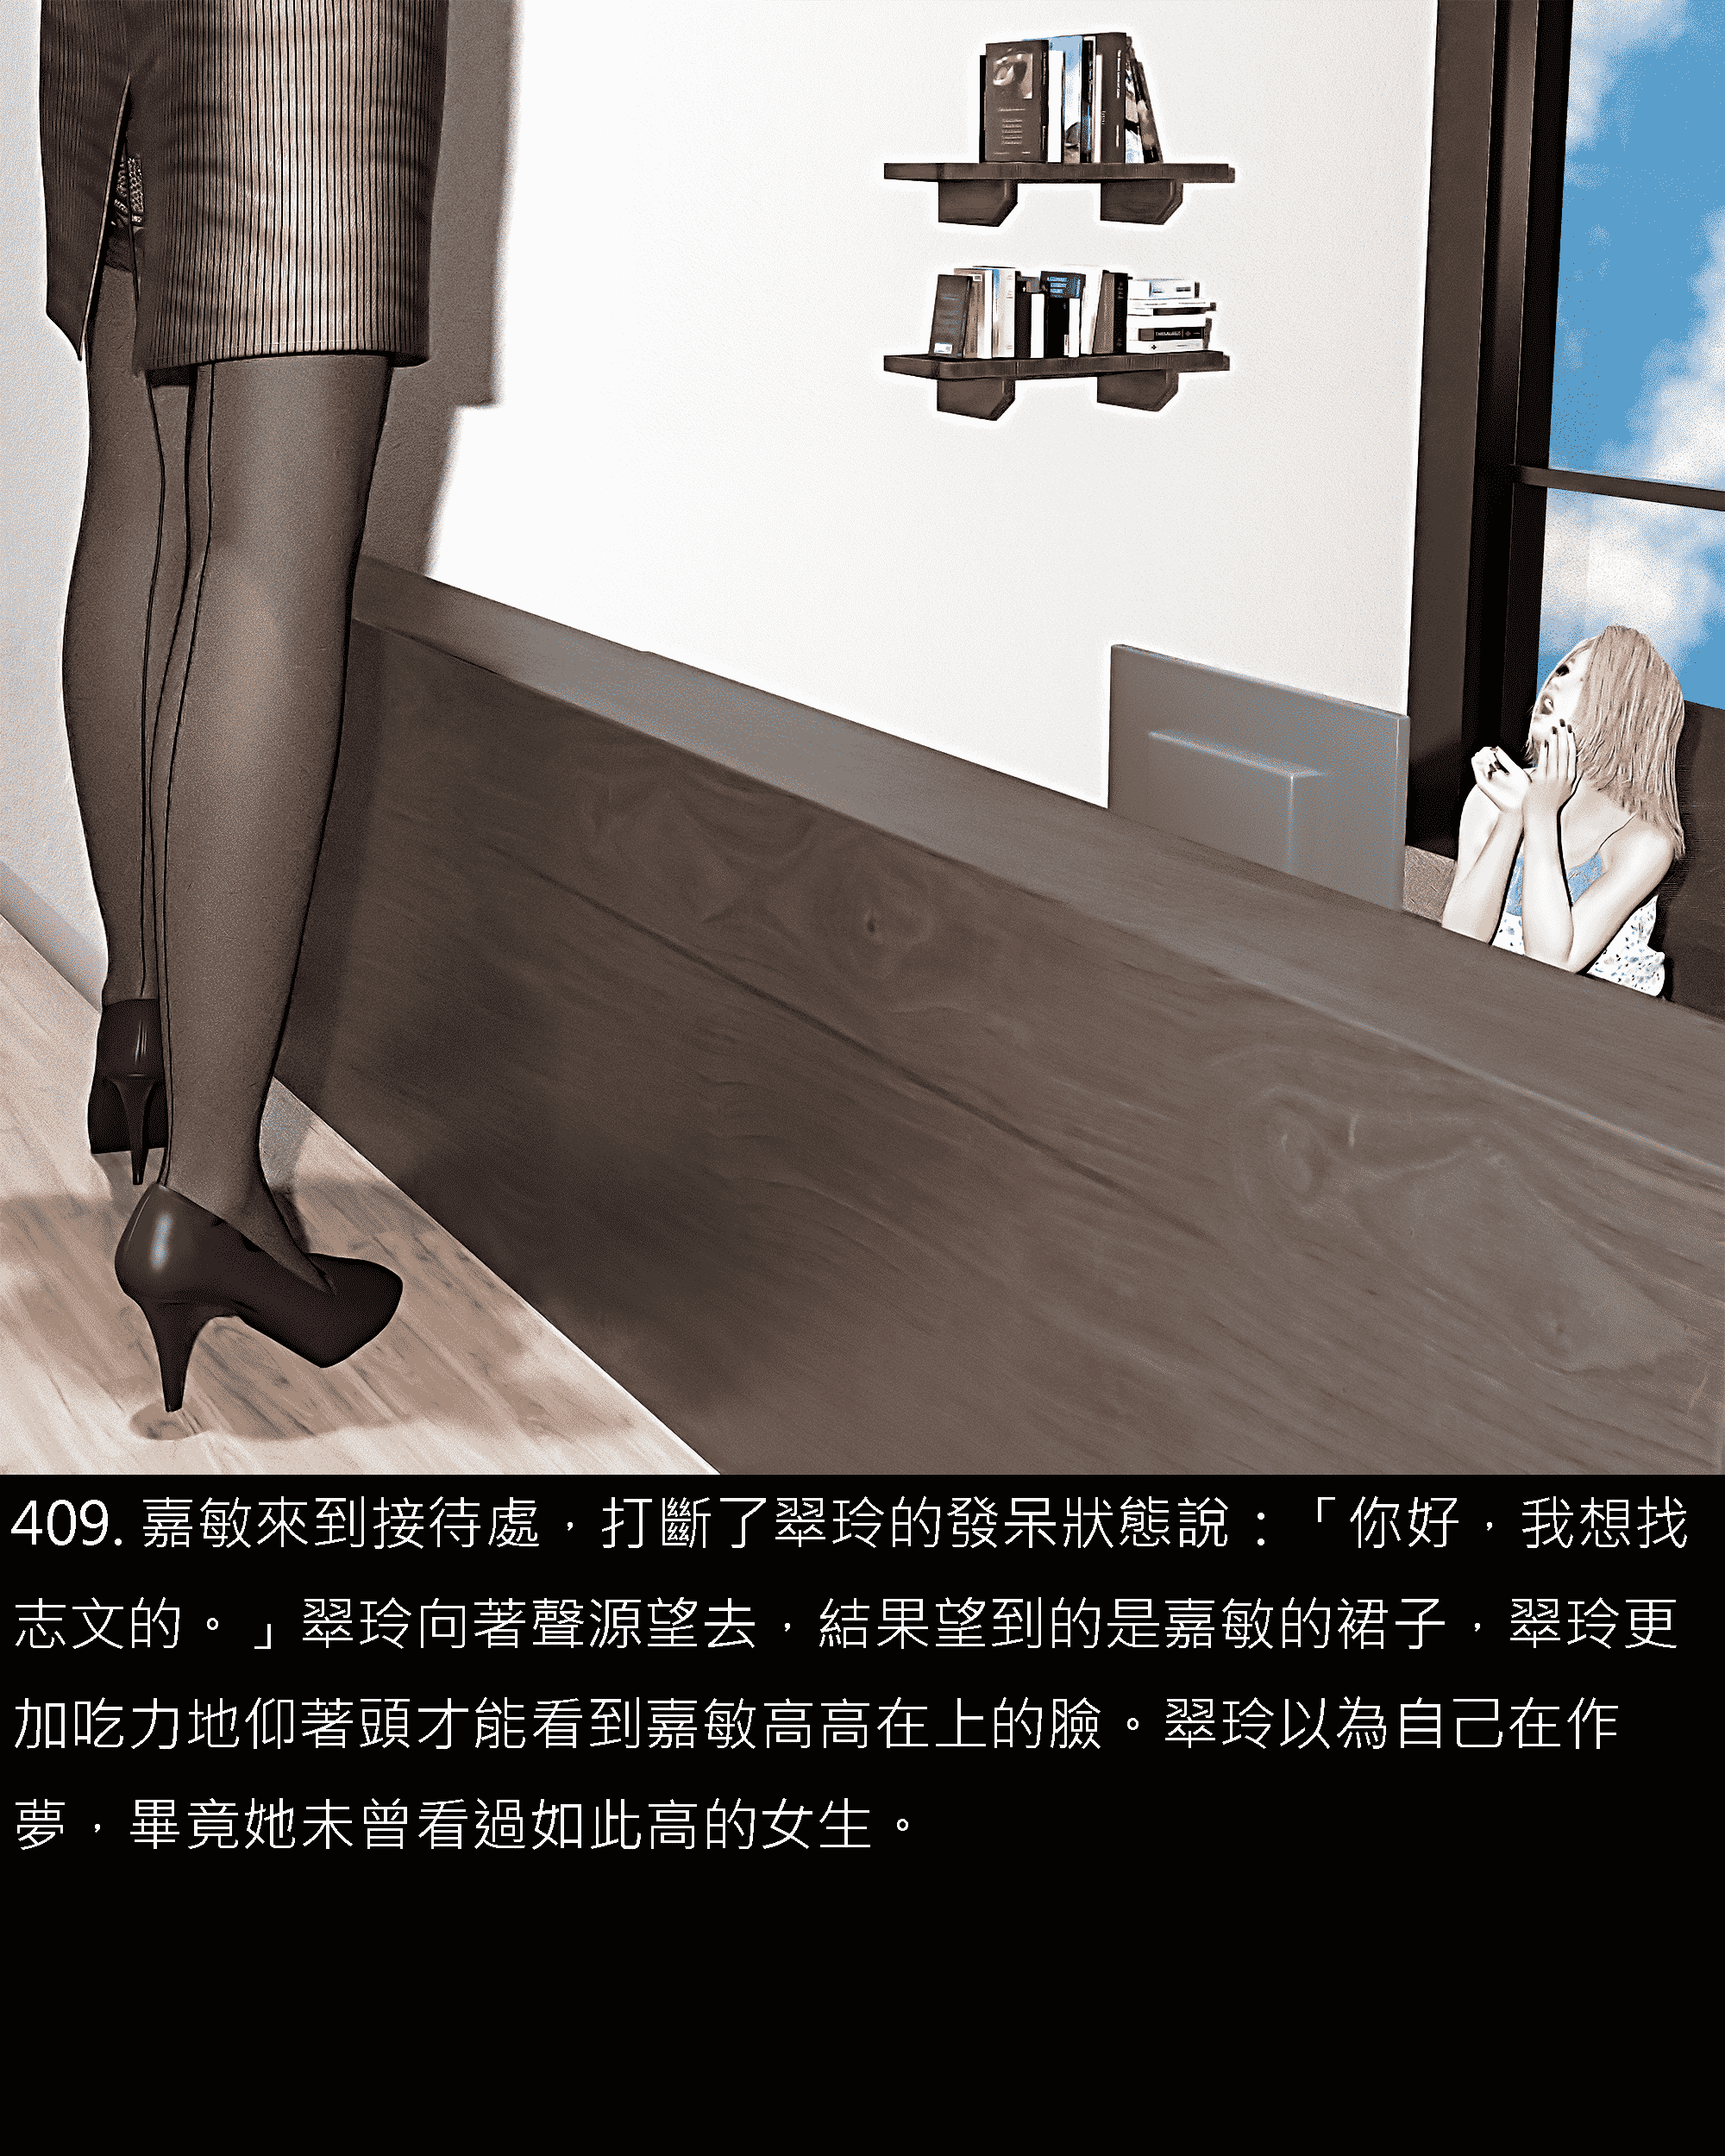 409. 嘉敏來到接待處，打斷了翠玲的發呆狀態說：「你好，我想找
志文的。」翠玲向著聲源望去，結果望到的是嘉敏的裙子，翠玲更
加吃力地仰著頭才能看到嘉敏高高在上的臉。翠玲以為自己在作
夢，畢竟她未曾看過如此高的女生。